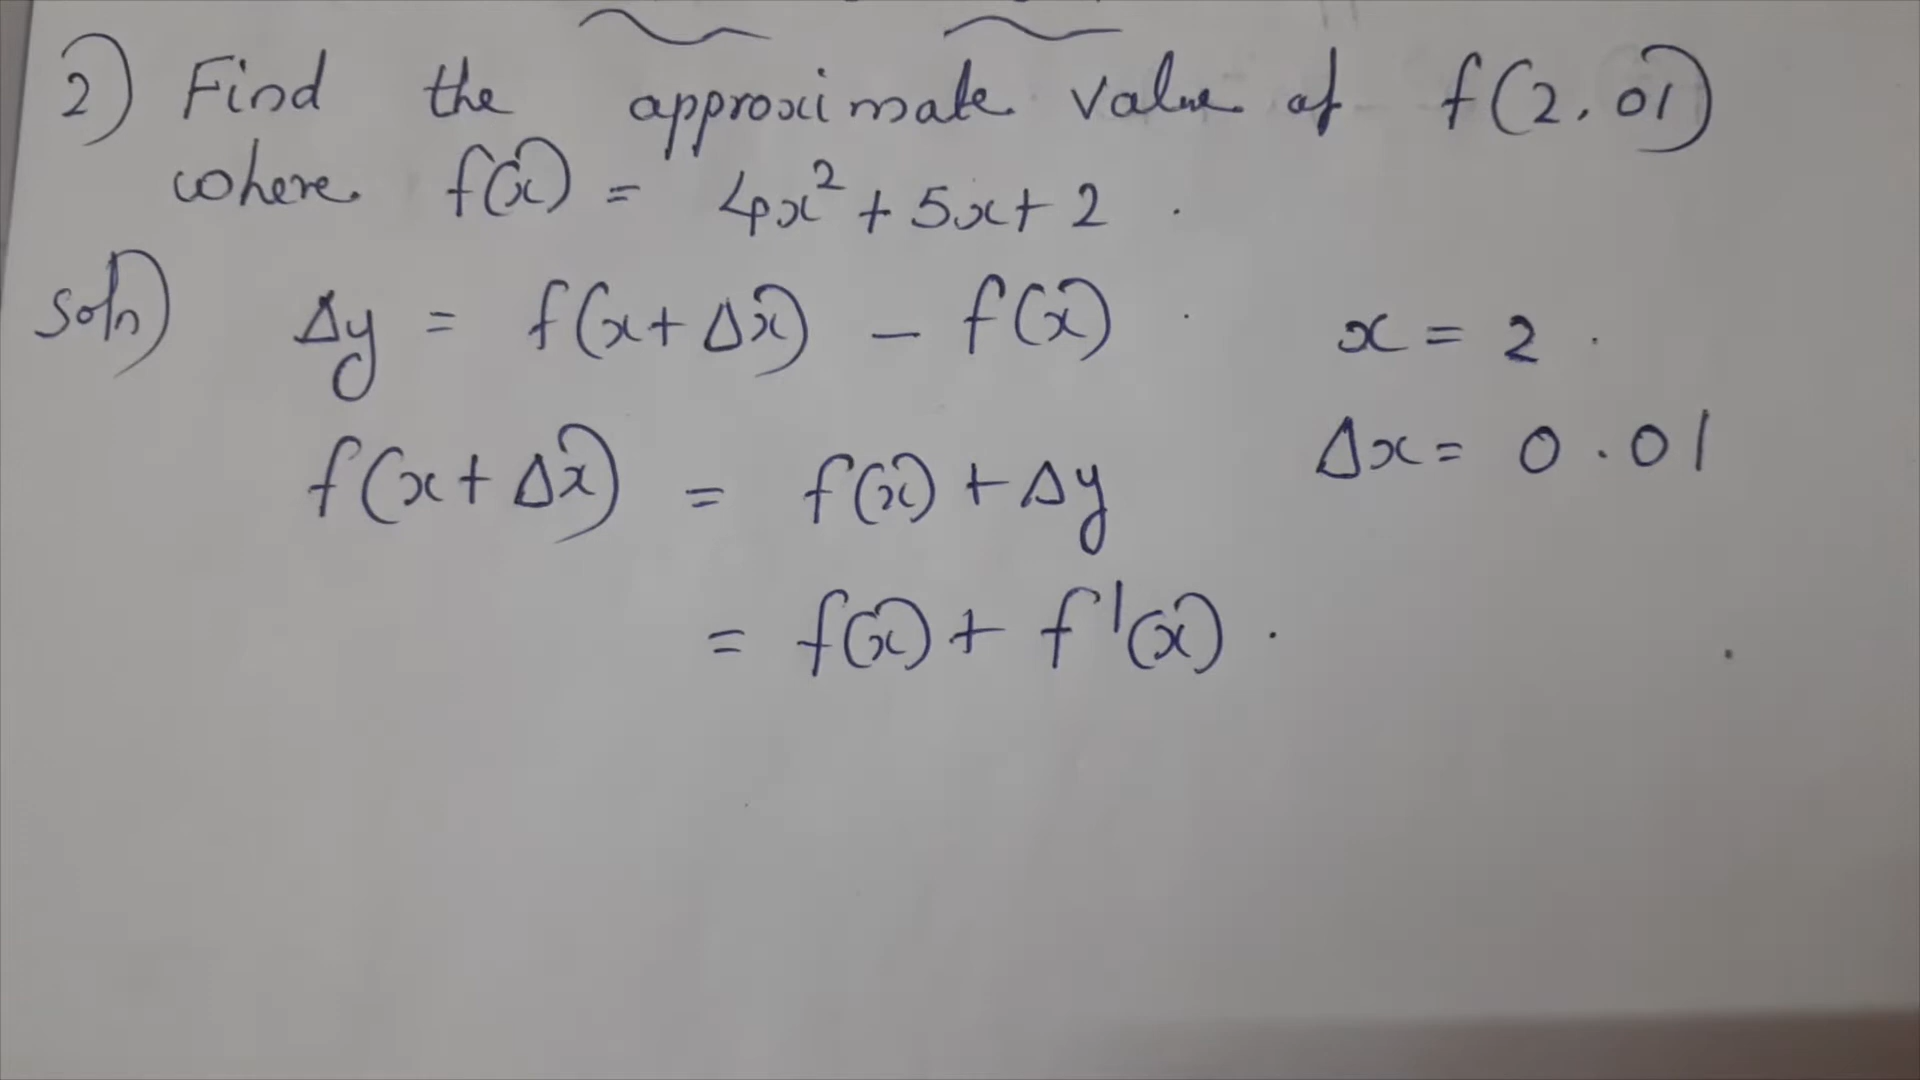 2) Find the approximate value of f(2.01)
where f(x) = 4x² + 5x + 2 .
Soln) Δy = f(x + Δx) − f(x) . x = 2 .
f(x + Δx) = f(x) + Δy Δx = 0.01
= f(x) + f'(x) .